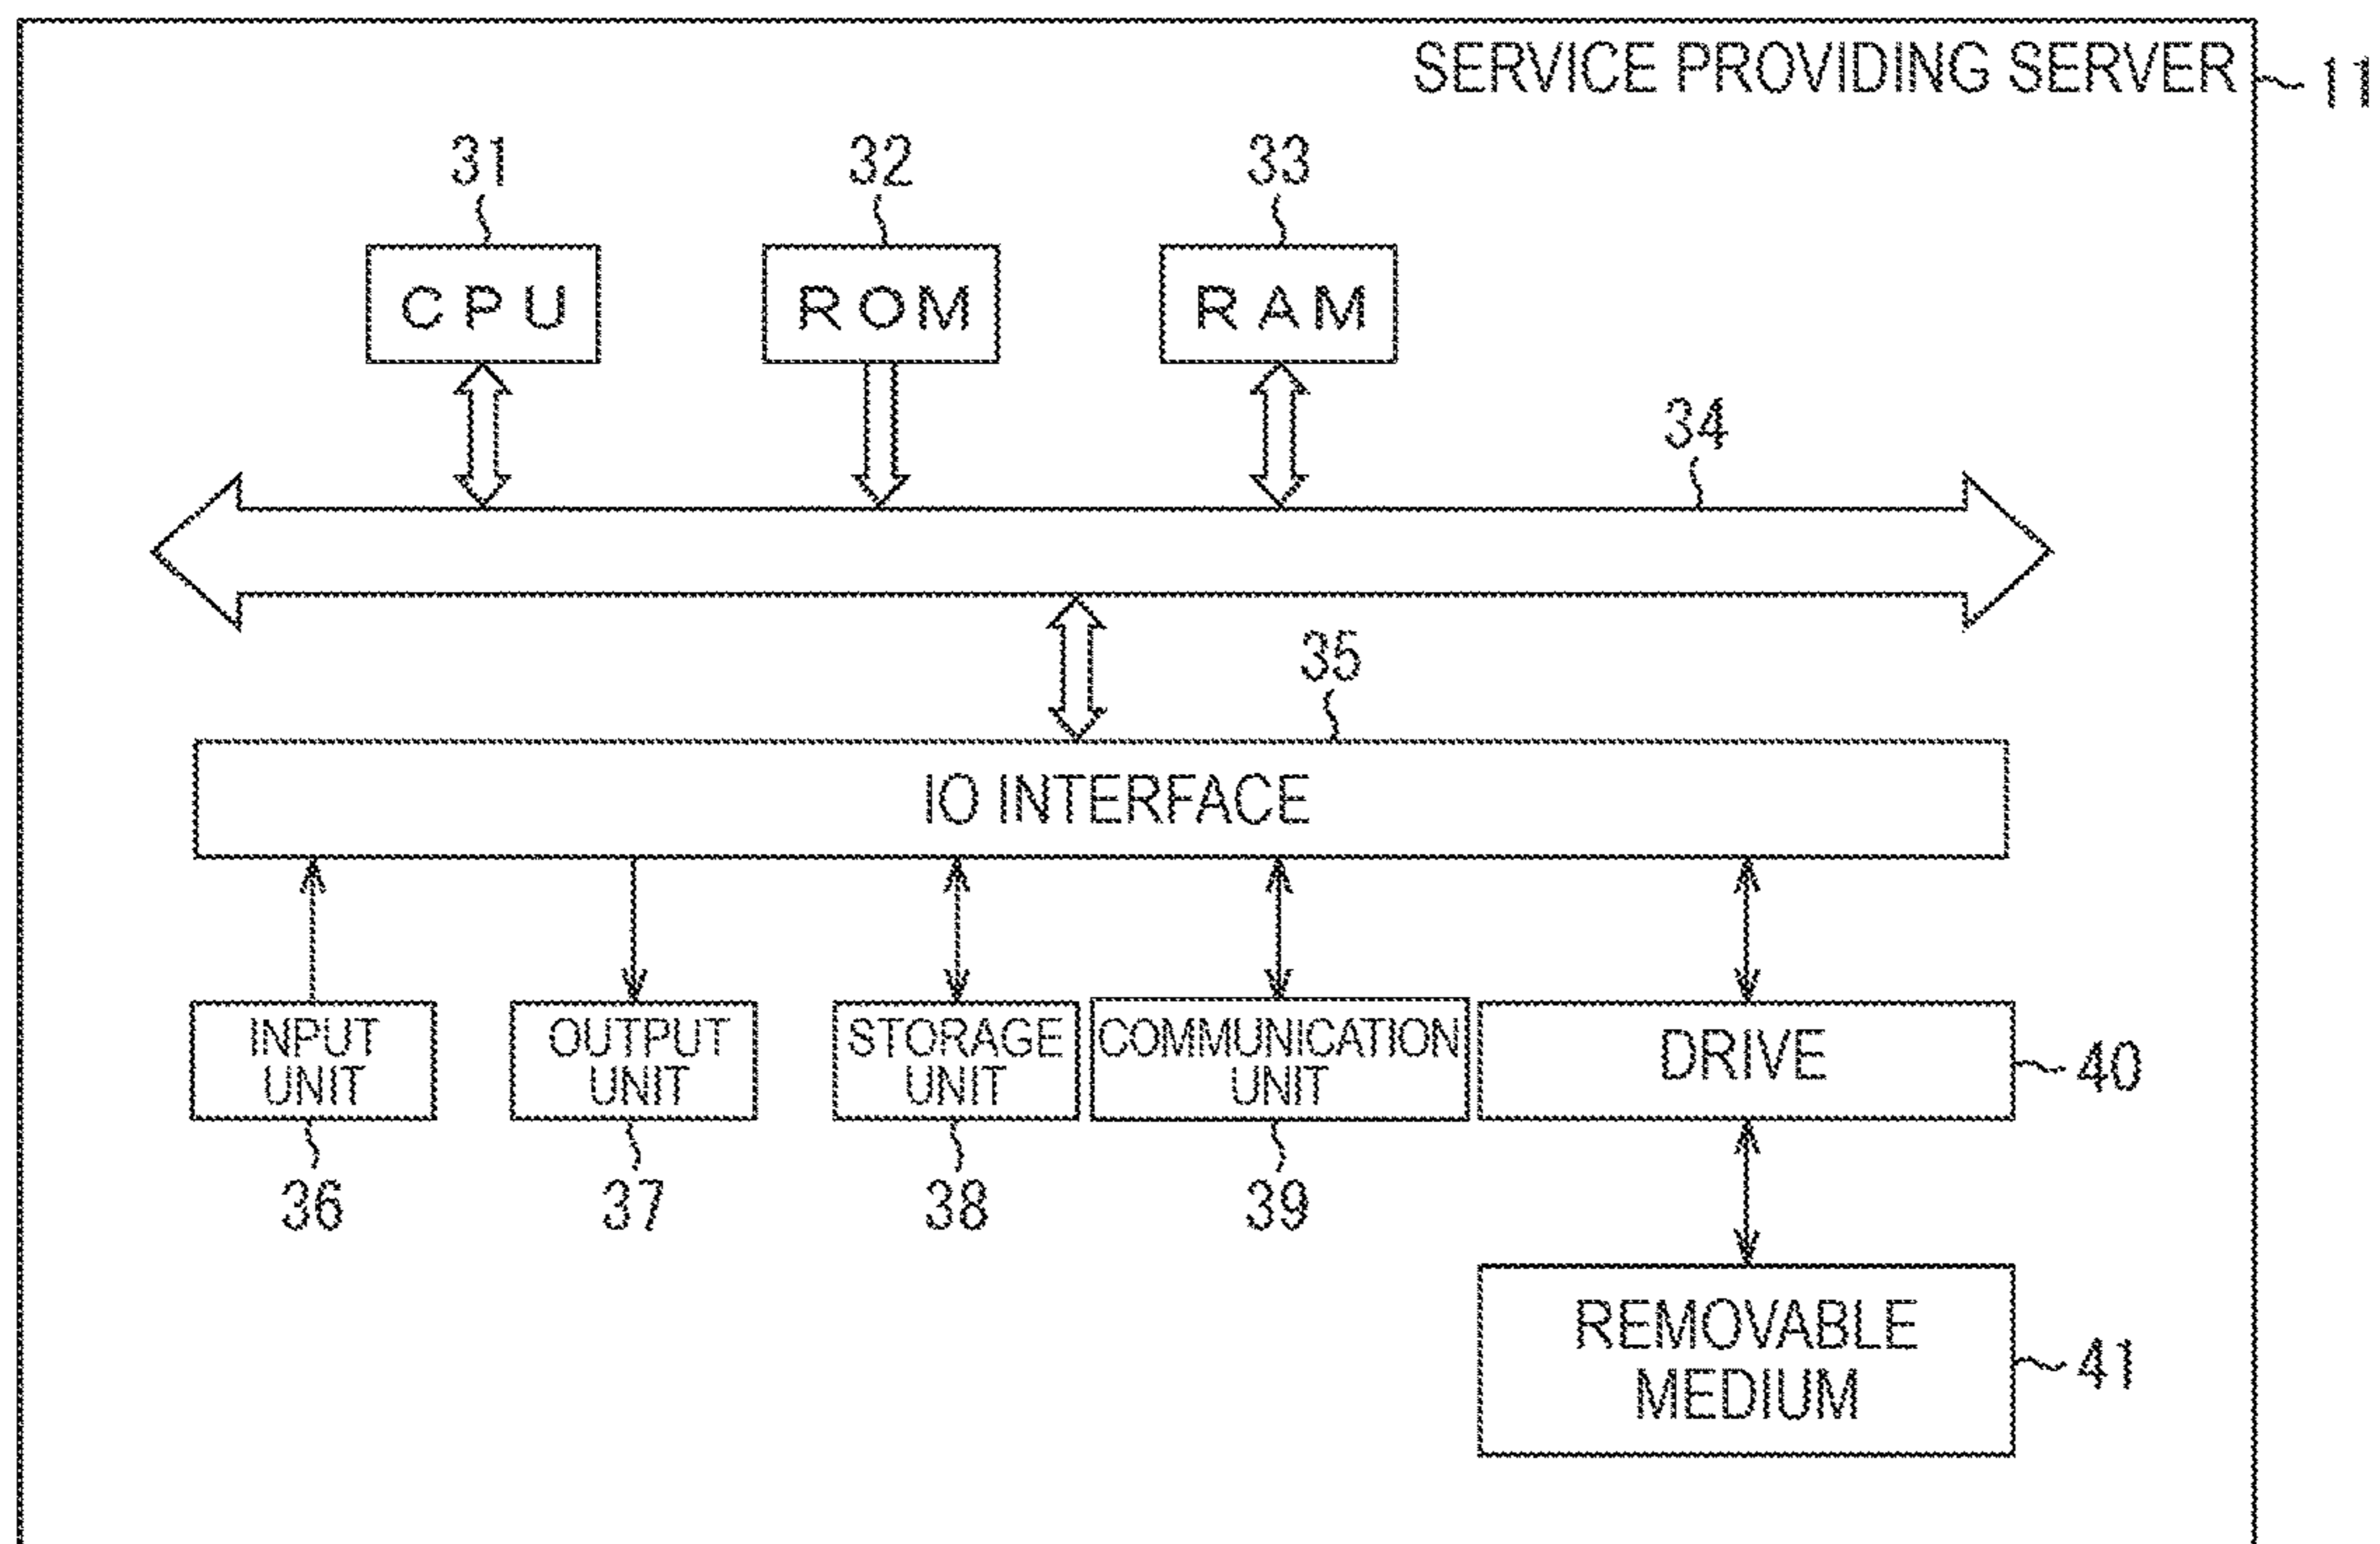 SERVICE PROVIDING SERVER
11
31 32 33
CPU ROM RAM
34
35
IO INTERFACE
INPUT UNIT
OUTPUT UNIT
STORAGE UNIT
COMMUNICATION UNIT
DRIVE
40
36 37 38 39
REMOVABLE
MEDIUM
41